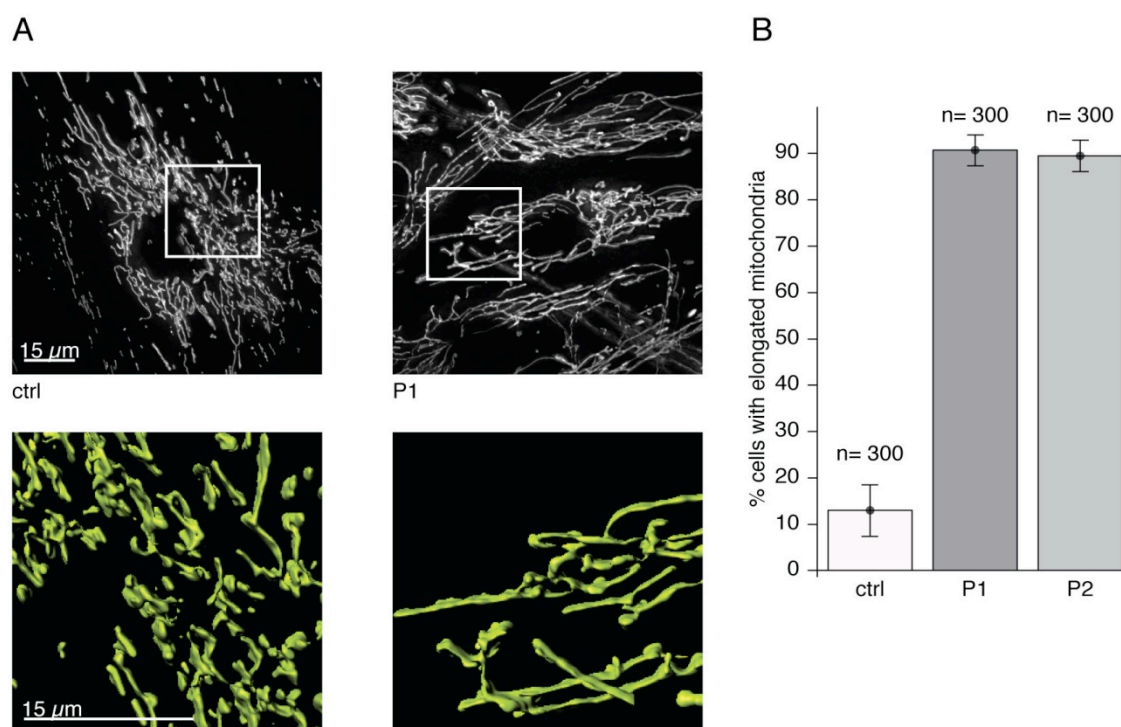 A
15 µm
ctrl
P1
15 µm
B
% cells with elongated mitochondria
90
80
70
60
50
40
30
20
10
0
n= 300
n= 300
n= 300
ctrl
P1
P2